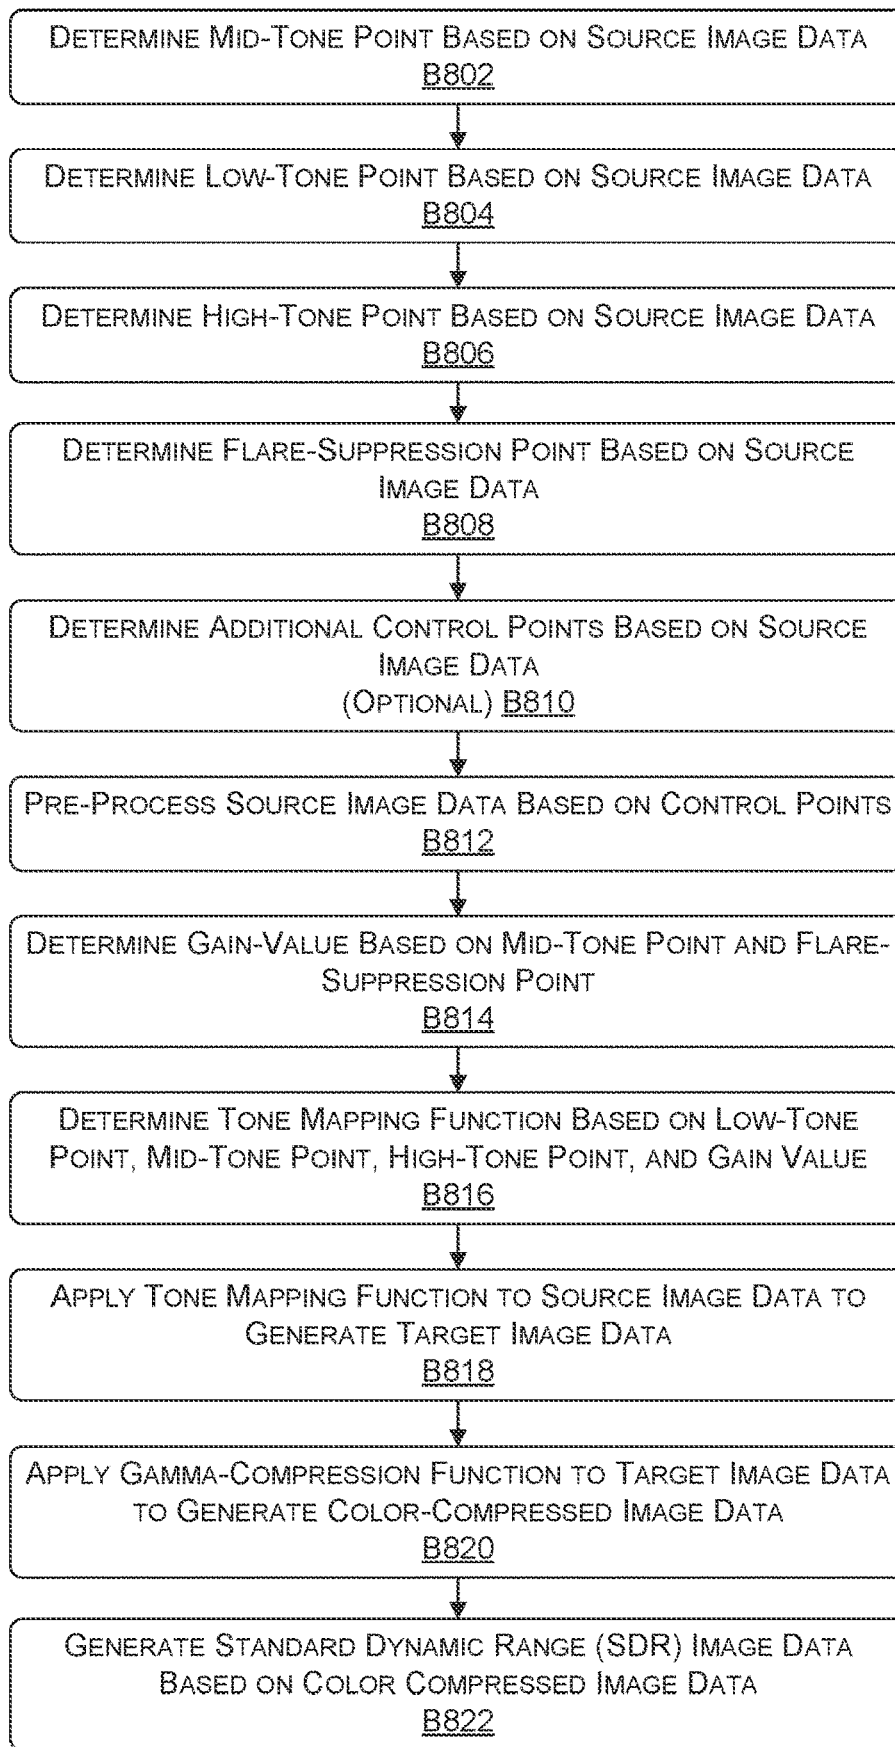 DETERMINE MID-TONE POINT BASED ON SOURCE IMAGE DATA
B802
DETERMINE LOW-TONE POINT BASED ON SOURCE IMAGE DATA
B804
DETERMINE HIGH-TONE POINT BASED ON SOURCE IMAGE DATA
B806
DETERMINE FLARE-SUPPRESSION POINT BASED ON SOURCE
IMAGE DATA
B808
DETERMINE ADDITIONAL CONTROL POINTS BASED ON SOURCE
IMAGE DATA
(OPTIONAL) B810
PRE-PROCESS SOURCE IMAGE DATA BASED ON CONTROL POINTS
B812
DETERMINE GAIN-VALUE BASED ON MID-TONE POINT AND FLARE-
SUPPRESSION POINT
B814
DETERMINE TONE MAPPING FUNCTION BASED ON LOW-TONE
POINT, MID-TONE POINT, HIGH-TONE POINT, AND GAIN VALUE
B816
APPLY TONE MAPPING FUNCTION TO SOURCE IMAGE DATA TO
GENERATE TARGET IMAGE DATA
B818
APPLY GAMMA-COMPRESSION FUNCTION TO TARGET IMAGE DATA
TO GENERATE COLOR-COMPRESSED IMAGE DATA
B820
GENERATE STANDARD DYNAMIC RANGE (SDR) IMAGE DATA
BASED ON COLOR COMPRESSED IMAGE DATA
B822